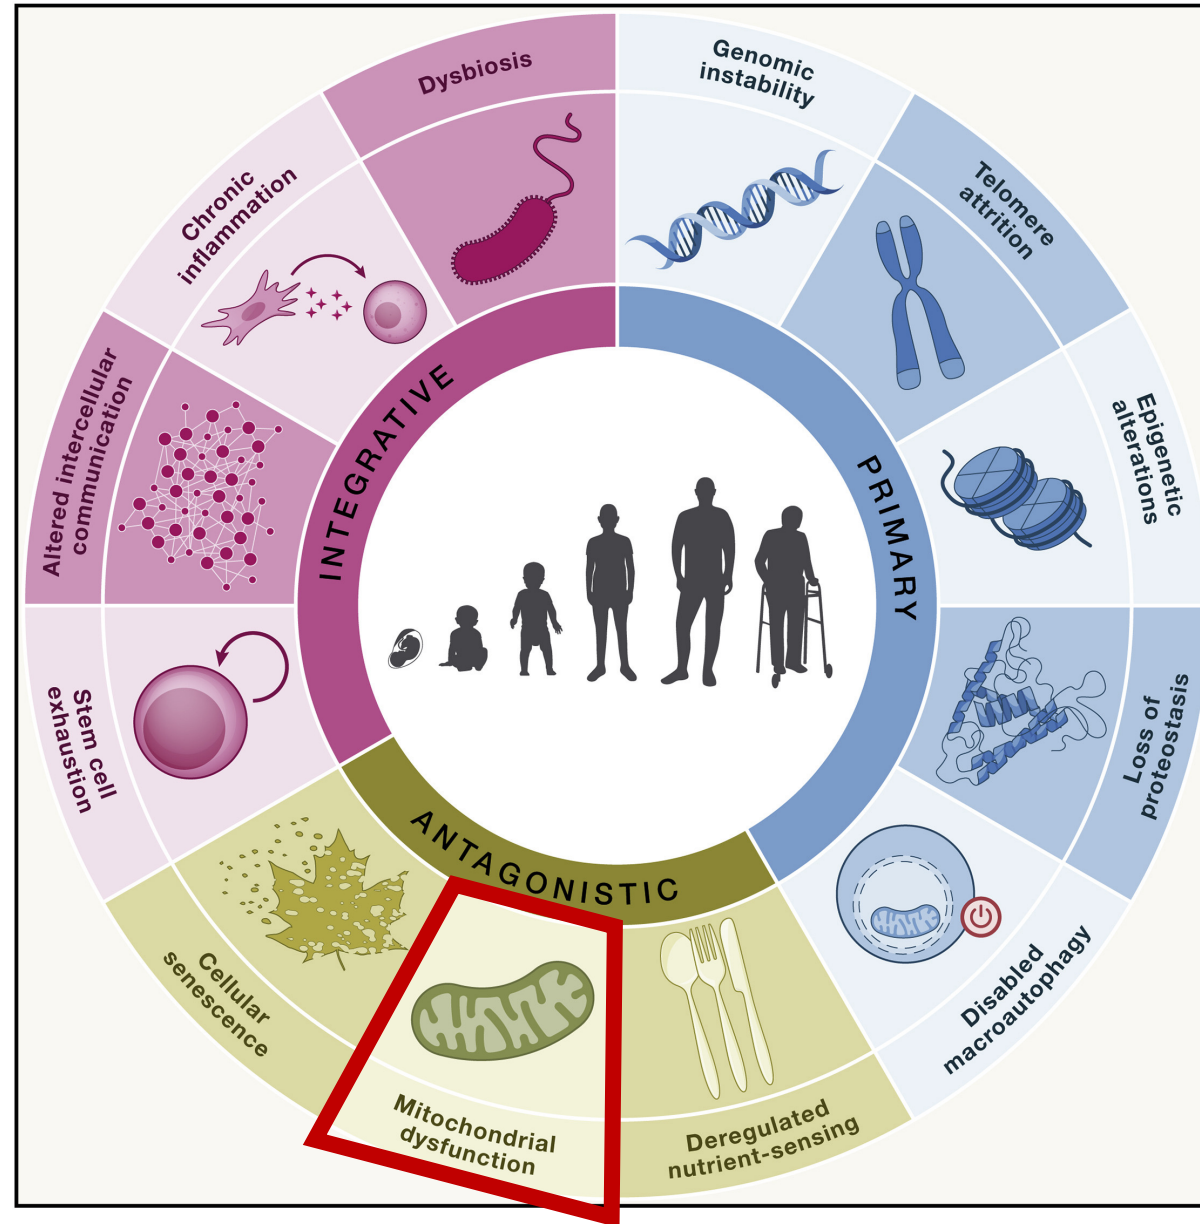 Dysbiosis
Genomic
instability
Telomere
attrition
Epigenetic
alterations
Loss of
proteostasis
Disabled
macroautophagy
Deregulated
nutrient-sensing
Mitochondrial
dysfunction
Cellular
senescence
Stem cell
exhaustion
Altered intercellular
communication
Chronic
inflammation
INTEGRATIVE
PRIMARY
ANTAGONISTIC